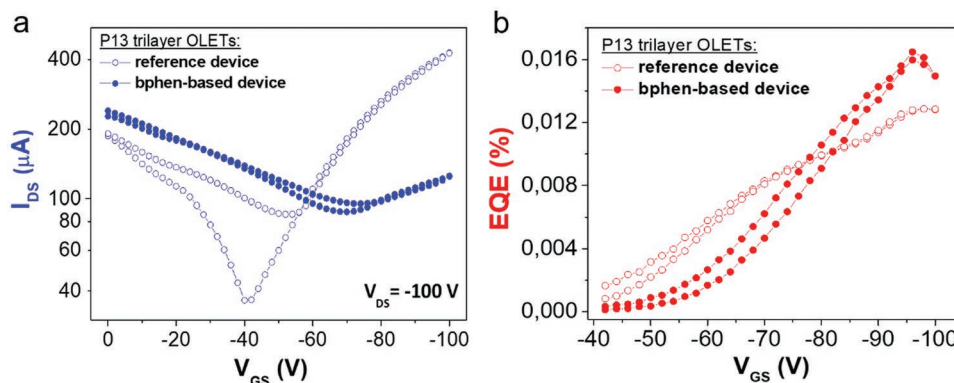 a
P13 trilayer OLETs:
reference device
bphen-based device
400
200
100
80
60
40
I_DS (μA)
V_DS = -100 V
0
-20
-40
-60
-80
-100
V_GS (V)
b
P13 trilayer OLETs:
reference device
bphen-based device
0,016
0,012
0,008
0,004
0,000
EQE (%)
-40
-50
-60
-70
-80
-90
-100
V_GS (V)